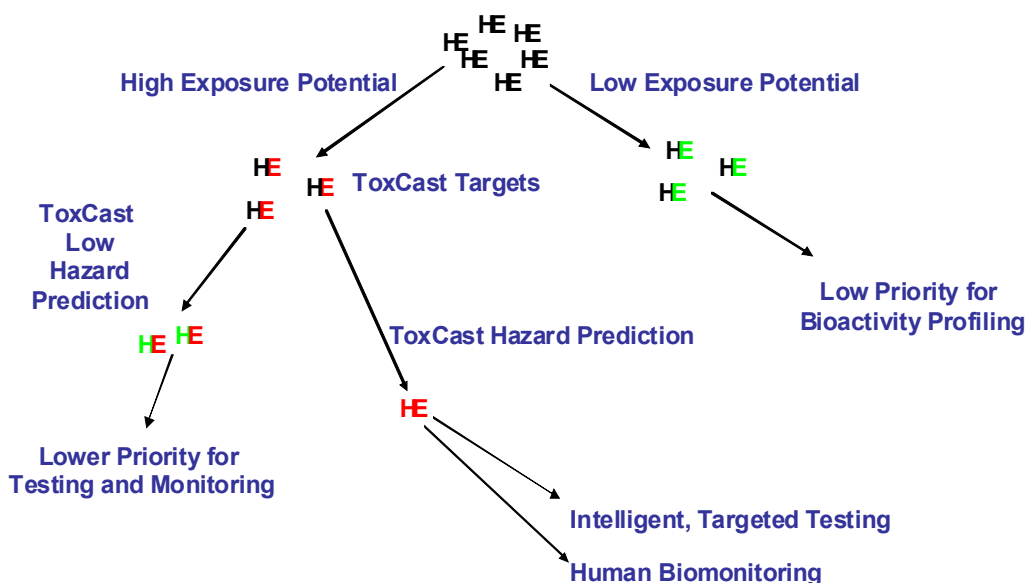 HE
HE
HE
HE
HE
HE
High Exposure Potential
Low Exposure Potential
HE
HE
HE
HE
HE
HE
ToxCast Targets
ToxCast
Low
Hazard
Prediction
Low Priority for
Bioactivity Profiling
HE
HE
ToxCast Hazard Prediction
HE
Lower Priority for
Testing and Monitoring
Intelligent, Targeted Testing
Human Biomonitoring